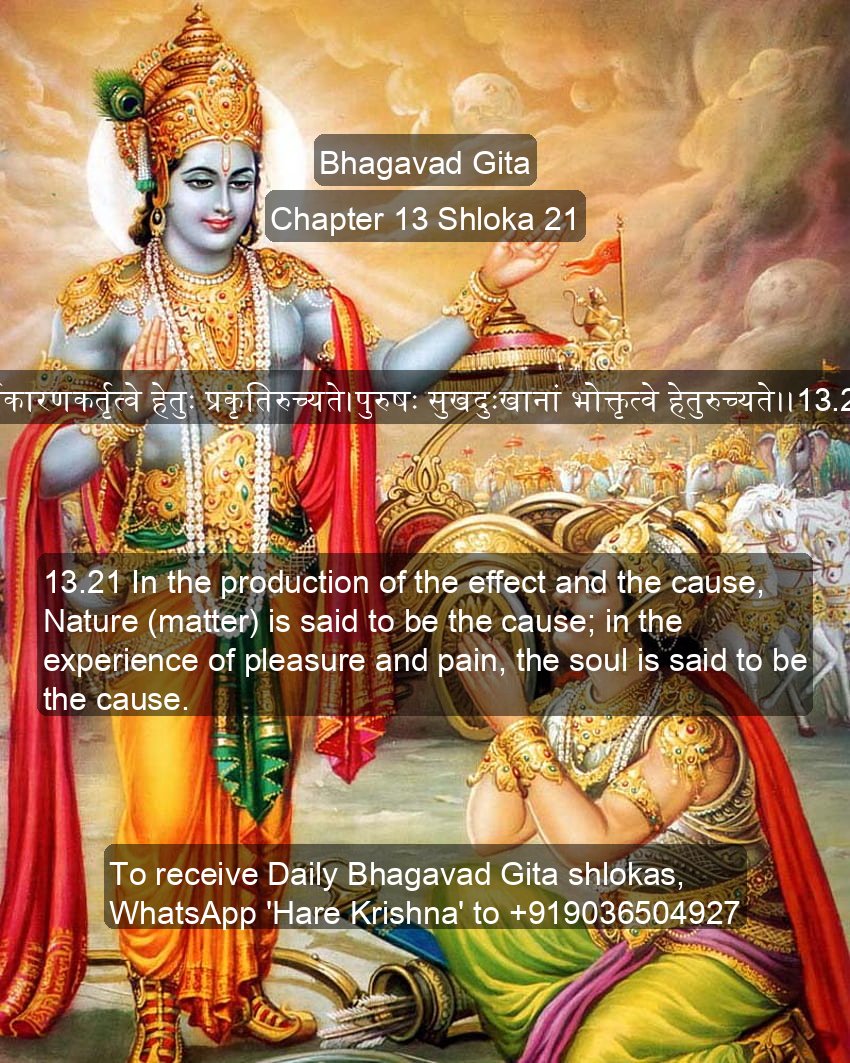 Bhagavad Gita
Chapter 13 Shloka 21
हेतुः प्रकृतिरुच्यते।पुरुषः सुखदुःखानां भोक्तृत्वे हेतुरुच्यते।।13.2
13.21 In the production of the effect and the cause,
Nature (matter) is said to be the cause; in the
experience of pleasure and pain, the soul is said to be
the cause.
To receive Daily Bhagavad Gita shlokas,
WhatsApp 'Hare Krishna' to +919036504927